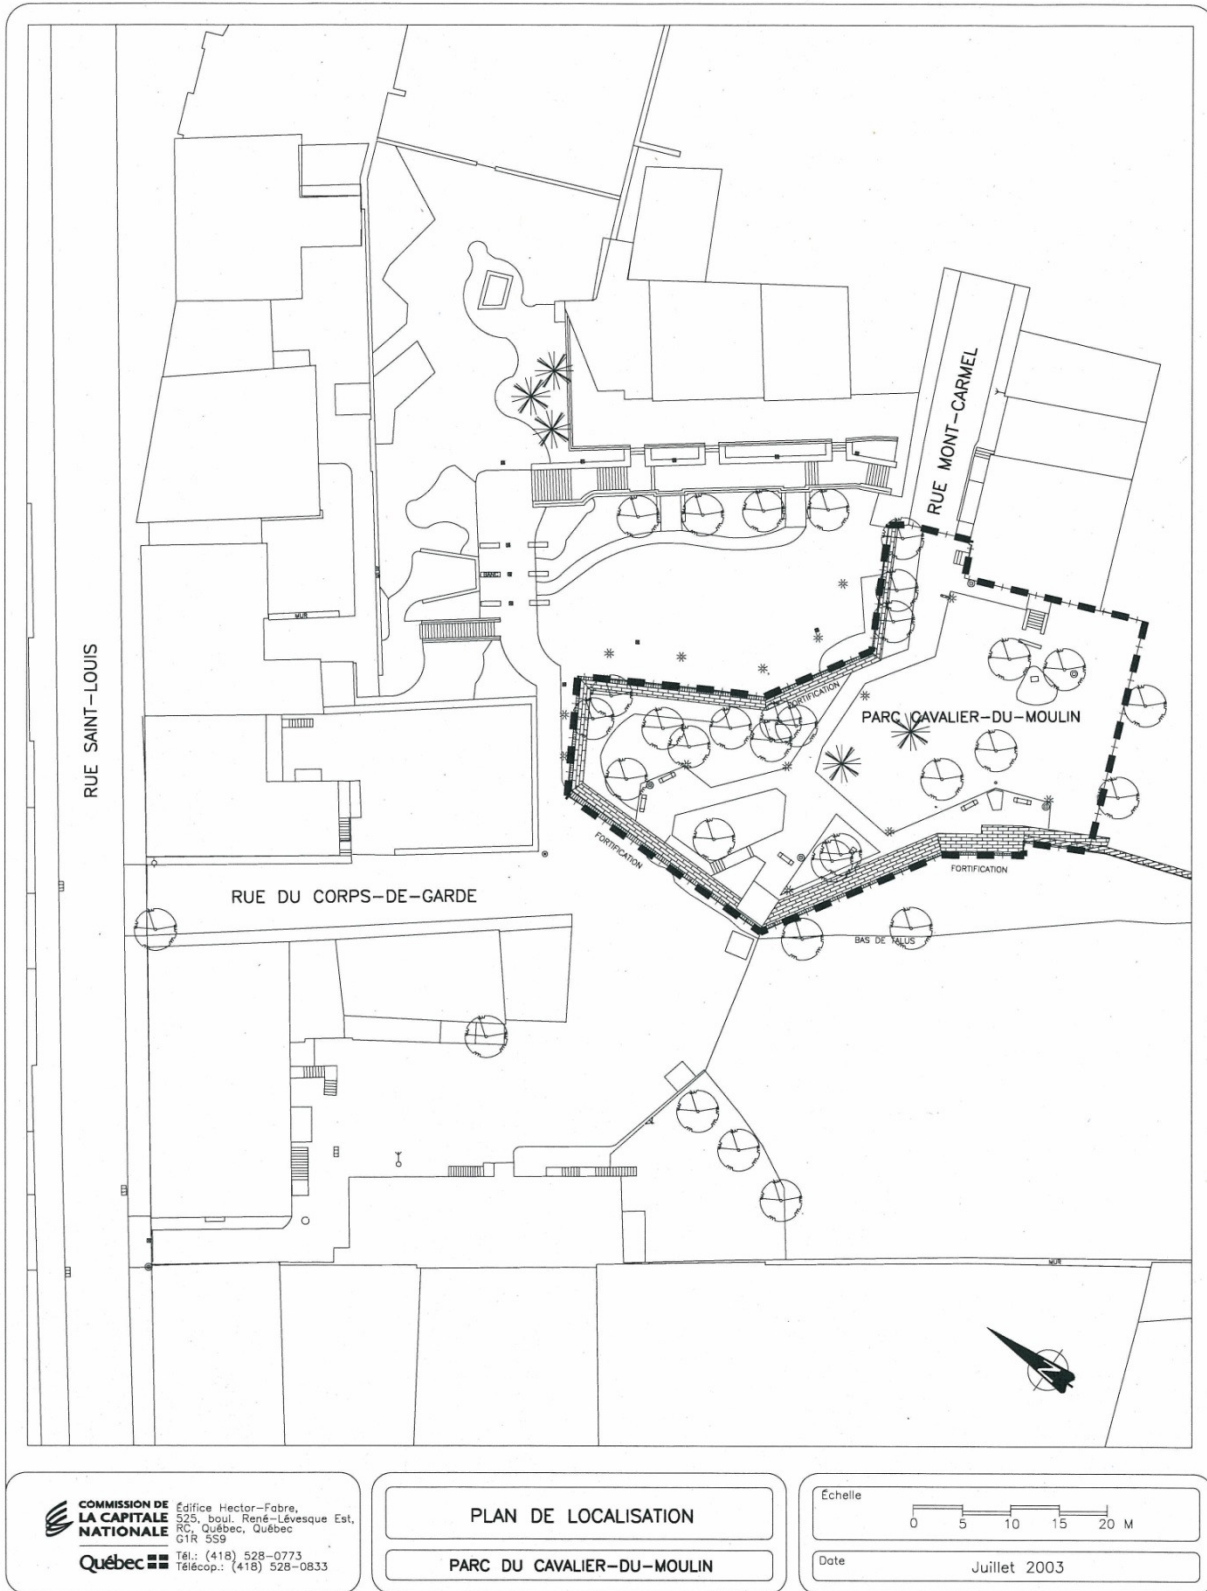 RUE MONT-CARMEL
BANC
MUR
RUE SAINT-LOUIS
FORTIFICATION
PARC CAVALIER-DU-MOULIN
FORTIFICATION
FORTIFICATION
RUE DU CORPS-DE-GARDE
BAS DE TALUS
MUR
N
COMMISSION DE
LA CAPITALE
NATIONALE
Québec
Édifice Hector-Fabre,
525, boul. René-Lévesque Est,
RC, Québec, Québec
G1R 5S9
Tél.: (418) 528-0773
Télécop.: (418) 528-0833
PLAN DE LOCALISATION
PARC DU CAVALIER-DU-MOULIN
Échelle
0 5 10 15 20 M
Date
Juillet 2003